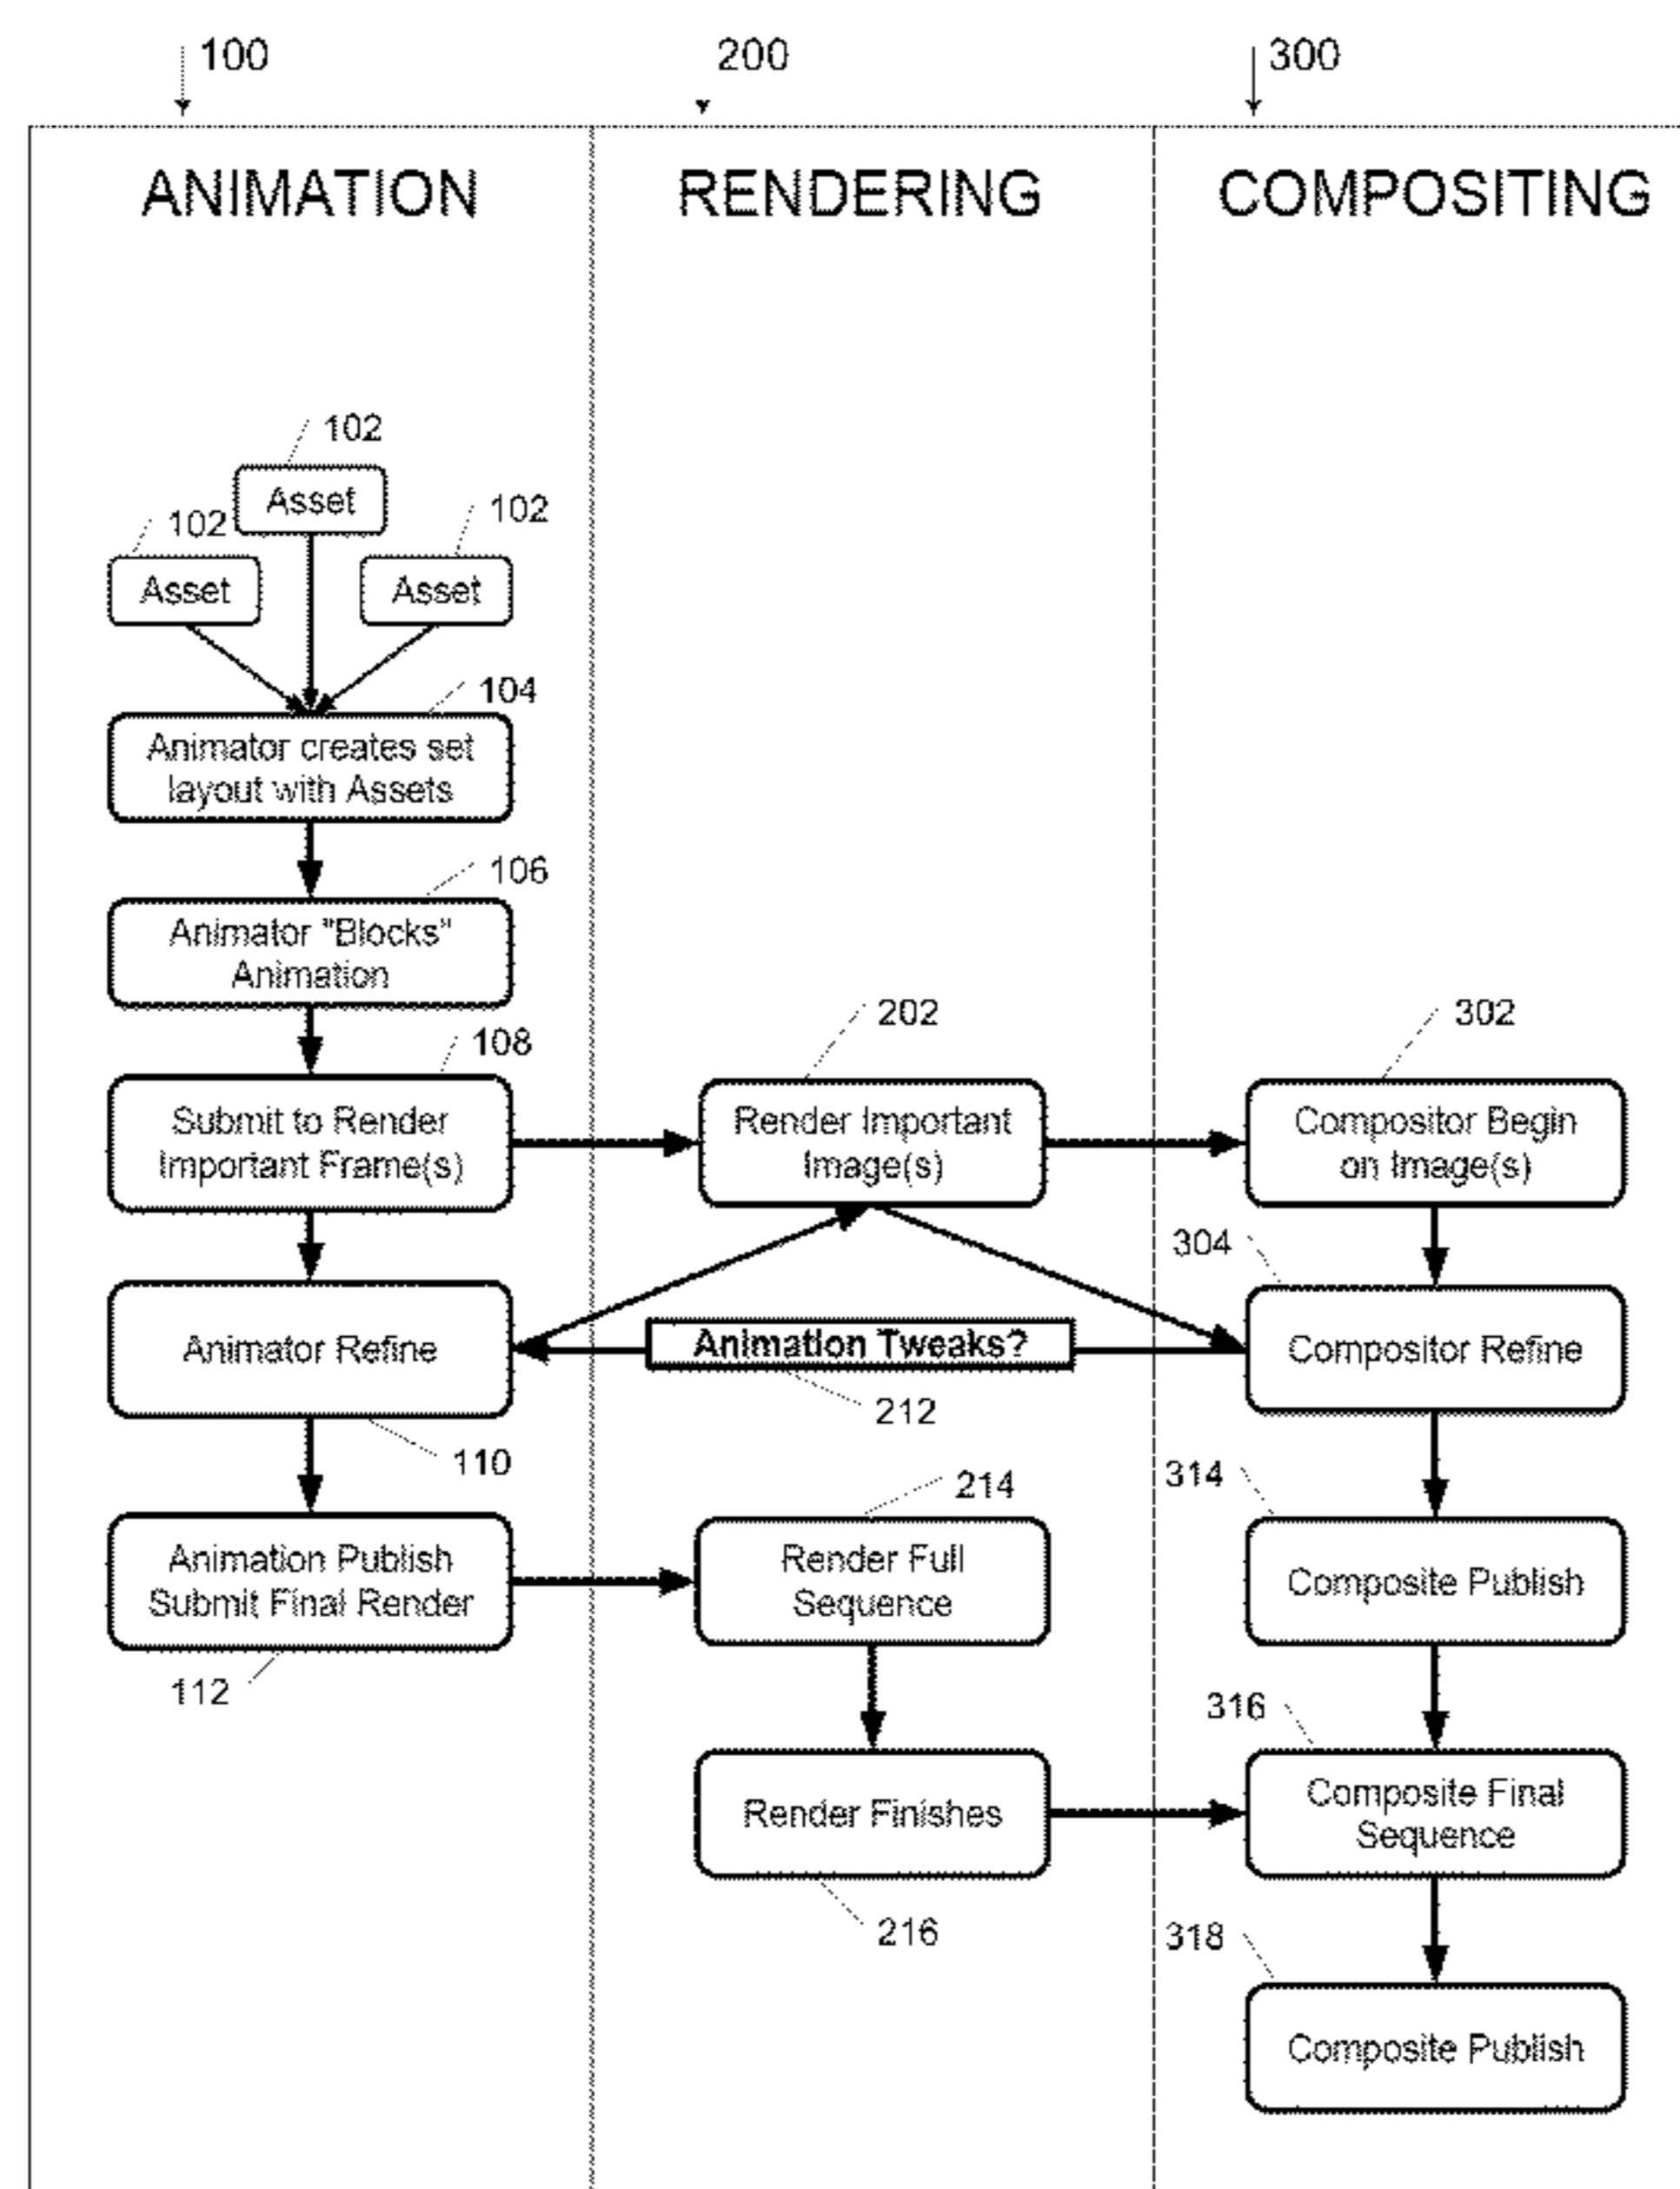 100
200
300
ANIMATION
RENDERING
COMPOSITING
102
Asset
102
102
Asset
Asset
104
Animator creates set
layout with Assets
106
Animator "Blocks"
Animation
108
Submit to Render
Important Frame(s)
202
Render Important
Image(s)
302
Compositor Begin
on Image(s)
304
Animator Refine
Animation Tweaks?
Compositor Refine
212
110
214
314
Animation Publish
Submit Final Render
Render Full
Sequence
Composite Publish
112
316
Render Finishes
Composite Final
Sequence
216
318
Composite Publish